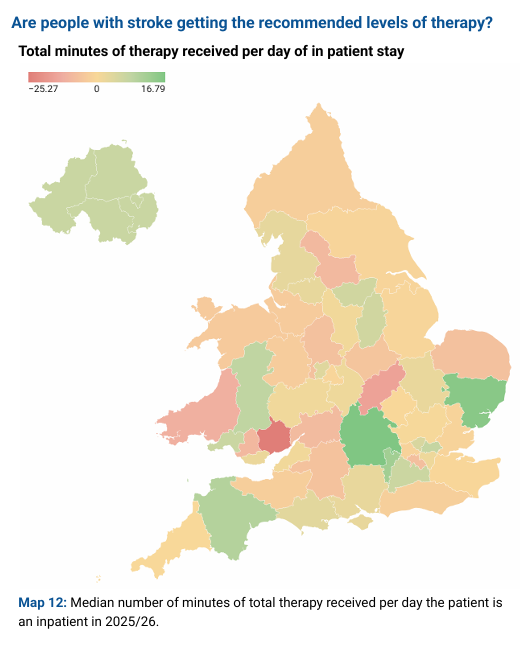 Are people with stroke getting the recommended levels of therapy?
Total minutes of therapy received per day of in patient stay
−25.27 0 16.79
Map 12: Median number of minutes of total therapy received per day the patient is
an inpatient in 2025/26.